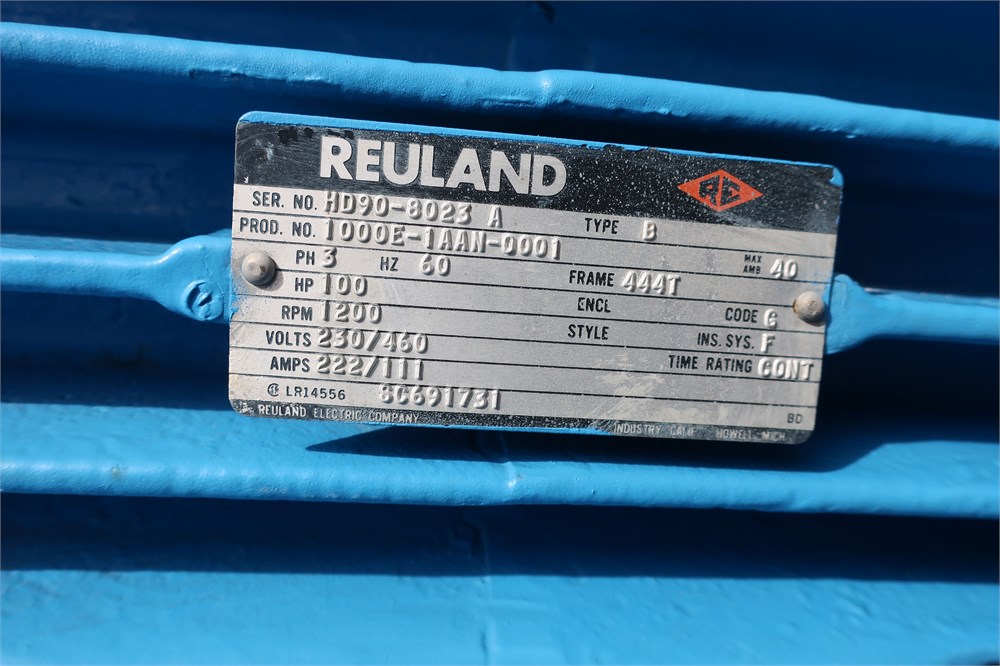 REULAND
SER. NO. HD90-8023 A TYPE B
PROD. NO. 1000E-1AAN-0001
PH 3 HZ 60 FRAME 444T MAX AMB 40
HP 100 ENCL CODE G
RPM 1200 STYLE INS. SYS. F
VOLTS 230/460 TIME RATING CONT
AMPS 222/111
LR14556 SC691731 BD
REULAND ELECTRIC COMPANY INDUSTRY CALIF HOWELL MICH